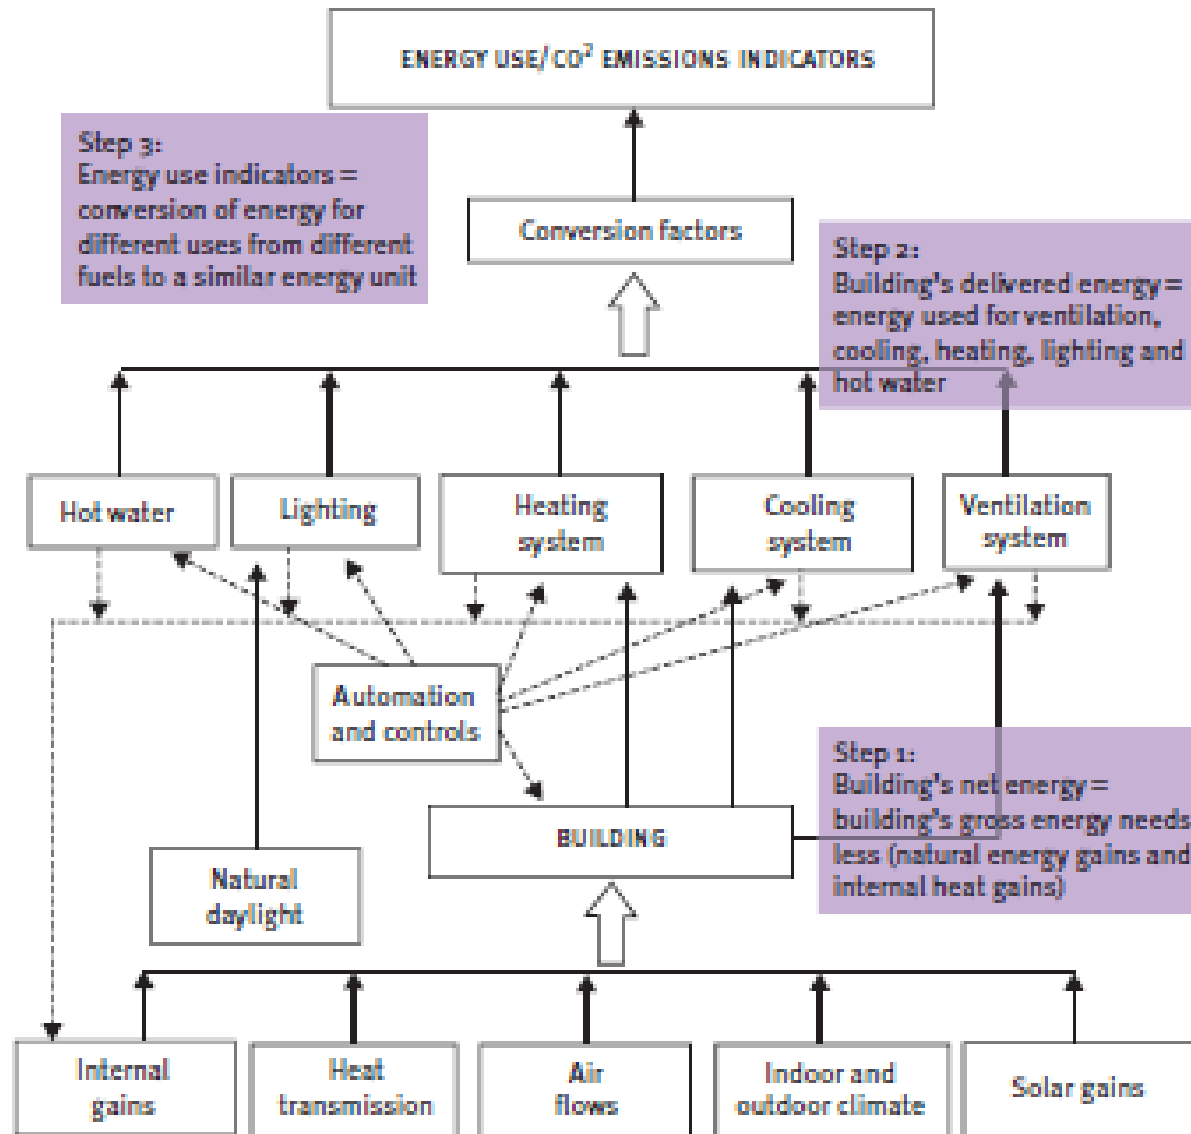 ENERGY USE/CO² EMISSIONS INDICATORS
Step 3:
Energy use indicators =
conversion of energy for
different uses from different
fuels to a similar energy unit
Conversion factors
Step 2:
Building's delivered energy =
energy used for ventilation,
cooling, heating, lighting and
hot water
Hot water
Lighting
Heating
system
Cooling
system
Ventilation
system
Automation
and controls
Step 1:
Building's net energy =
building's gross energy needs
less (natural energy gains and
internal heat gains)
BUILDING
Natural
daylight
Internal
gains
Heat
transmission
Air
flows
Indoor and
outdoor climate
Solar gains